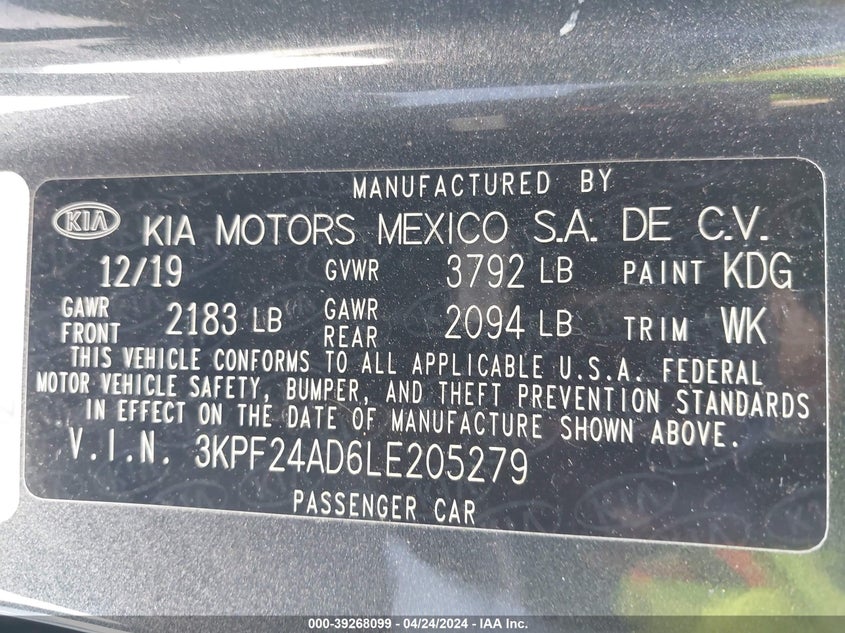 MANUFACTURED BY
KIA KIA MOTORS MEXICO S.A. DE C.V.
12/19 GVWR 3792 LB PAINT KDG
GAWR FRONT 2183 LB GAWR REAR 2094 LB TRIM WK
THIS VEHICLE CONFORMS TO ALL APPLICABLE U.S.A. FEDERAL
MOTOR VEHICLE SAFETY, BUMPER, AND THEFT PREVENTION STANDARDS
IN EFFECT ON THE DATE OF MANUFACTURE SHOWN ABOVE.
V.I.N. 3KPF24AD6LE205279
PASSENGER CAR
000-39268099 / 04/24/2024 - IAA Inc.